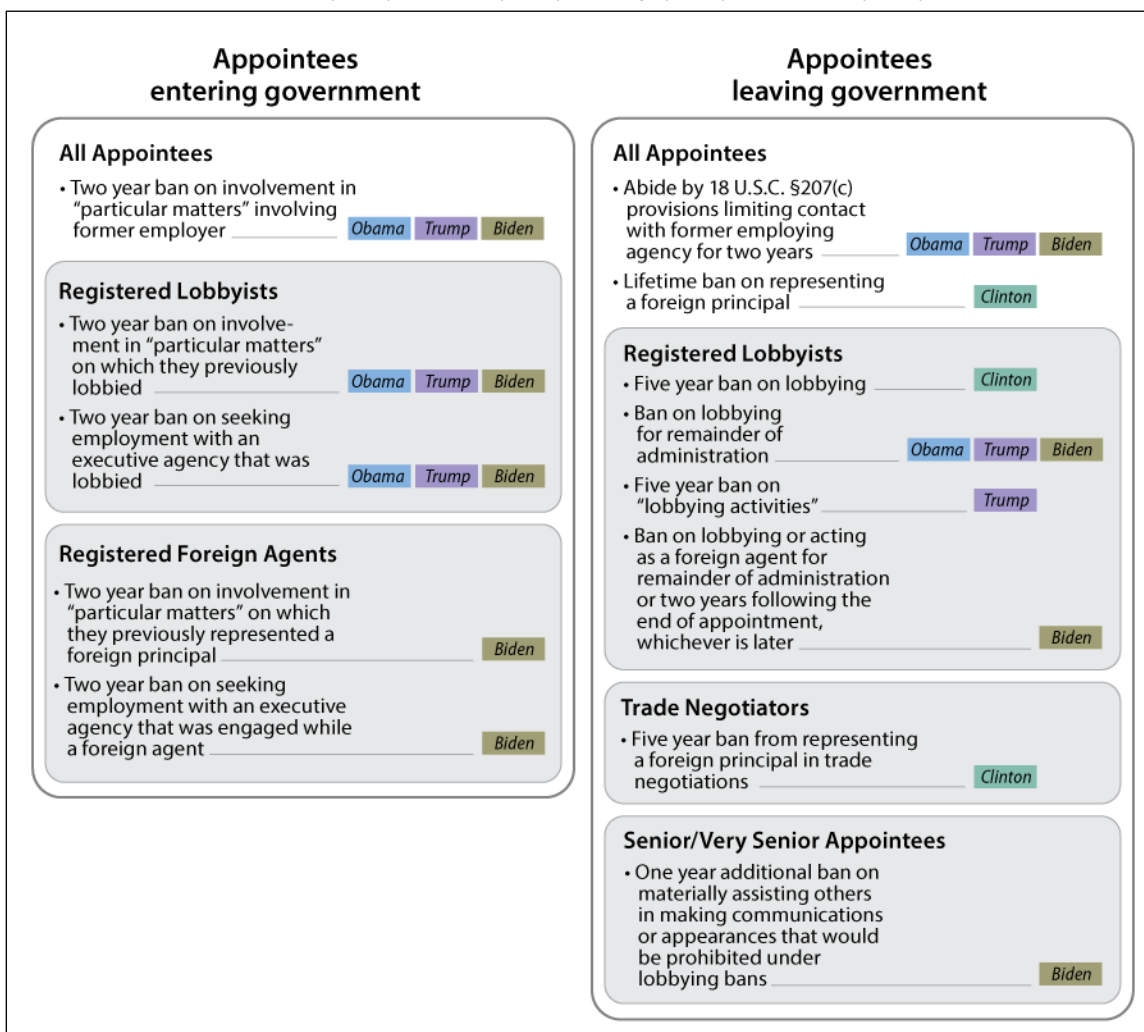 Appointees
entering government
All Appointees
• Two year ban on involvement in
"particular matters" involving
former employer Obama Trump Biden
Registered Lobbyists
• Two year ban on involve-
ment in "particular matters"
on which they previously
lobbied Obama Trump Biden
• Two year ban on seeking
employment with an
executive agency that was
lobbied Obama Trump Biden
Registered Foreign Agents
• Two year ban on involvement in
"particular matters" on which
they previously represented a
foreign principal Biden
• Two year ban on seeking
employment with an executive
agency that was engaged while
a foreign agent Biden
Appointees
leaving government
All Appointees
• Abide by 18 U.S.C. §207(c)
provisions limiting contact
with former employing
agency for two years Obama Trump Biden
• Lifetime ban on representing
a foreign principal Clinton
Registered Lobbyists
• Five year ban on lobbying Clinton
• Ban on lobbying
for remainder of
administration Obama Trump Biden
• Five year ban on
"lobbying activities" Trump
• Ban on lobbying or acting
as a foreign agent for
remainder of administration
or two years following the
end of appointment,
whichever is later Biden
Trade Negotiators
• Five year ban from representing
a foreign principal in trade
negotiations Clinton
Senior/Very Senior Appointees
• One year additional ban on
materially assisting others
in making communications
or appearances that would
be prohibited under
lobbying bans Biden